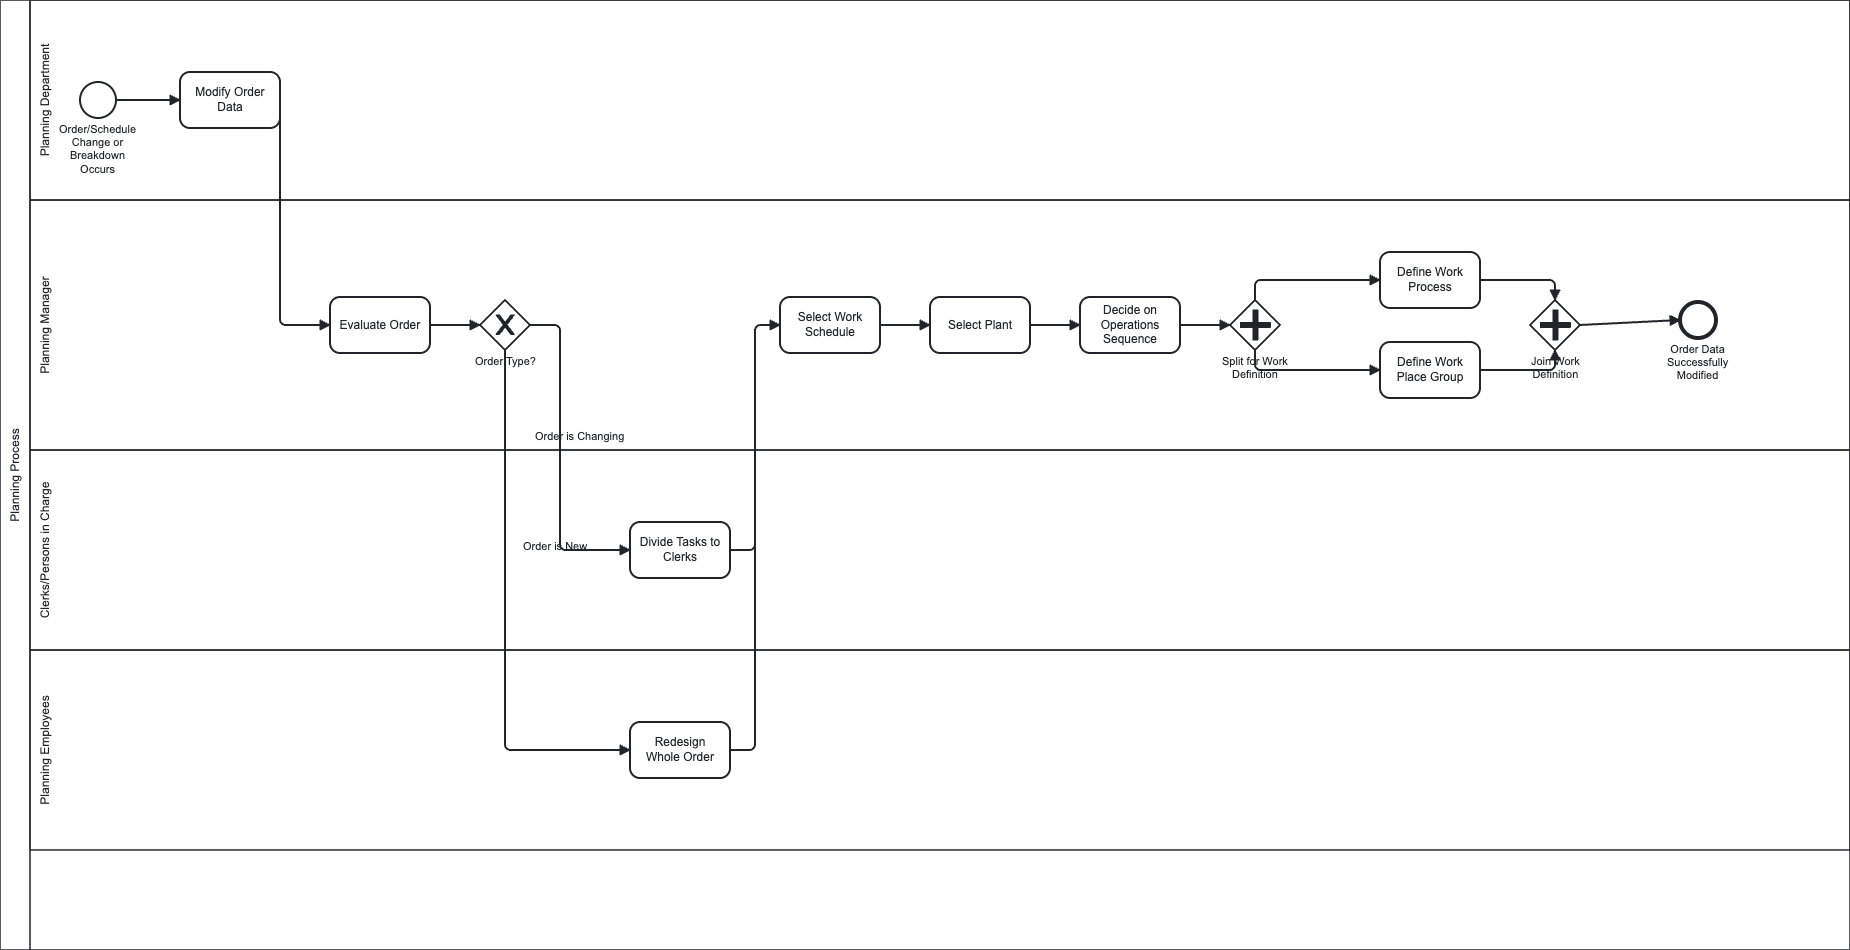 Planning Process
Planning Department
Order/Schedule
Change or
Breakdown
Occurs
Modify Order
Data
Planning Manager
Evaluate Order
Order Type?
Order is Changing
Select Work
Schedule
Select Plant
Decide on
Operations
Sequence
Split for Work
Definition
Define Work
Process
Define Work
Place Group
Join Work
Definition
Order Data
Successfully
Modified
Clerks/Persons in Charge
Order is New
Divide Tasks to
Clerks
Planning Employees
Redesign
Whole Order